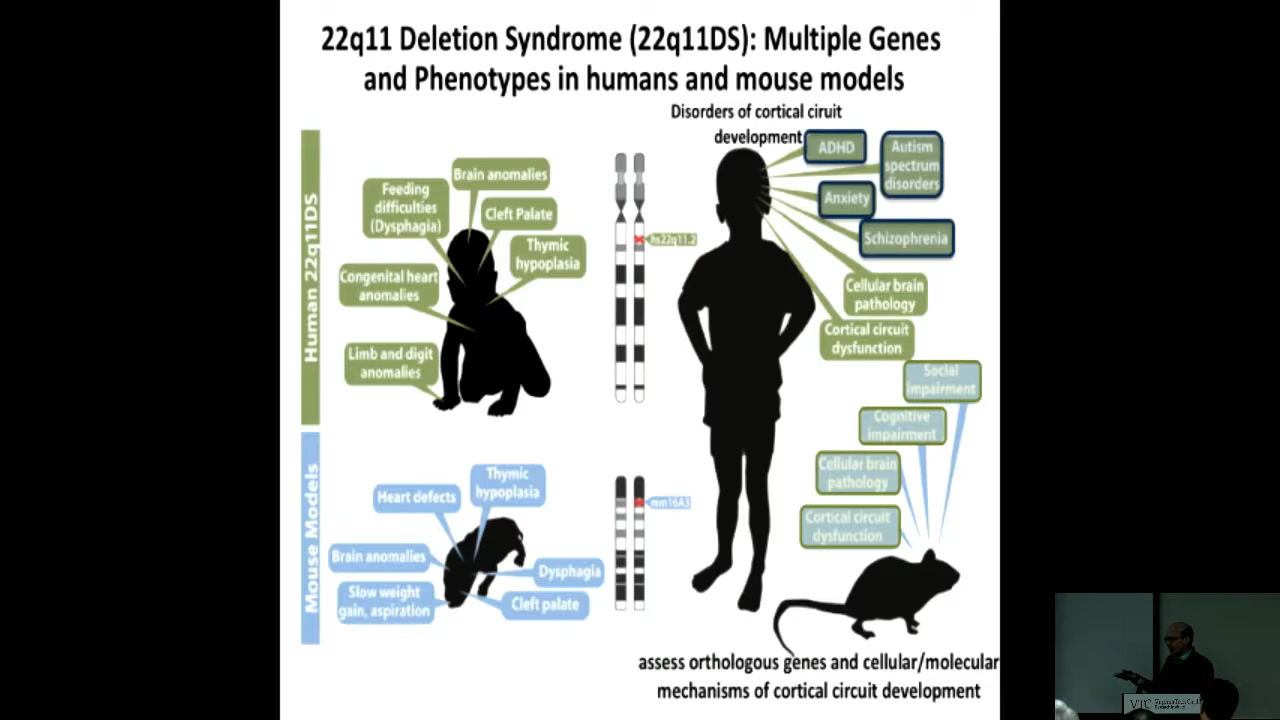 22q11 Deletion Syndrome (22q11DS): Multiple Genes
and Phenotypes in humans and mouse models
Disorders of cortical ciruit
development
Human 22q11DS
Brain anomalies
Feeding
difficulties
(Dysphagia)
Cleft Palate
Thymic
hypoplasia
Congenital heart
anomalies
Limb and digit
anomalies
hs22q11.2
ADHD
Autism
spectrum
disorders
Anxiety
Schizophrenia
Cellular brain
pathology
Cortical circuit
dysfunction
Mouse Models
Thymic
hypoplasia
Heart defects
Brain anomalies
Dysphagia
Slow weight
gain, aspiration
Cleft palate
mm16A3
Social
impairment
Cognitive
impairment
Cellular brain
pathology
Cortical circuit
dysfunction
assess orthologous genes and cellular/molecular
mechanisms of cortical circuit development
VTC